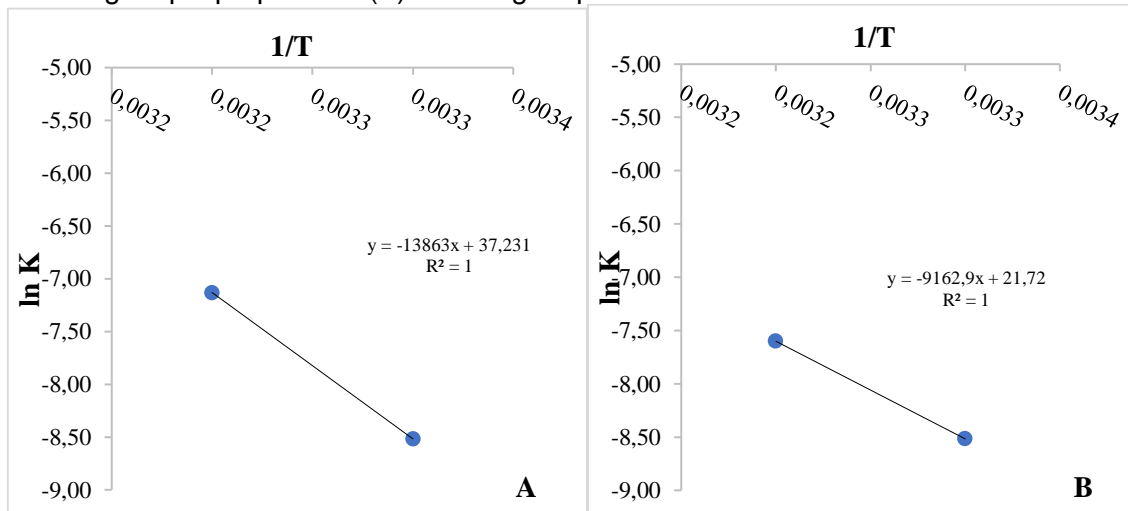 1/T
-5,00
0,0032
0,0032
0,0033
0,0033
0,0034
-5,50
-6,00
-6,50
-7,00
-7,50
-8,00
-8,50
-9,00
ln K
y = -13863x + 37,231
R² = 1
A
1/T
-5,00
0,0032
0,0032
0,0033
0,0033
0,0034
-5,50
-6,00
-6,50
-7,00
-7,50
-8,00
-8,50
-9,00
ln K
y = -9162,9x + 21,72
R² = 1
B